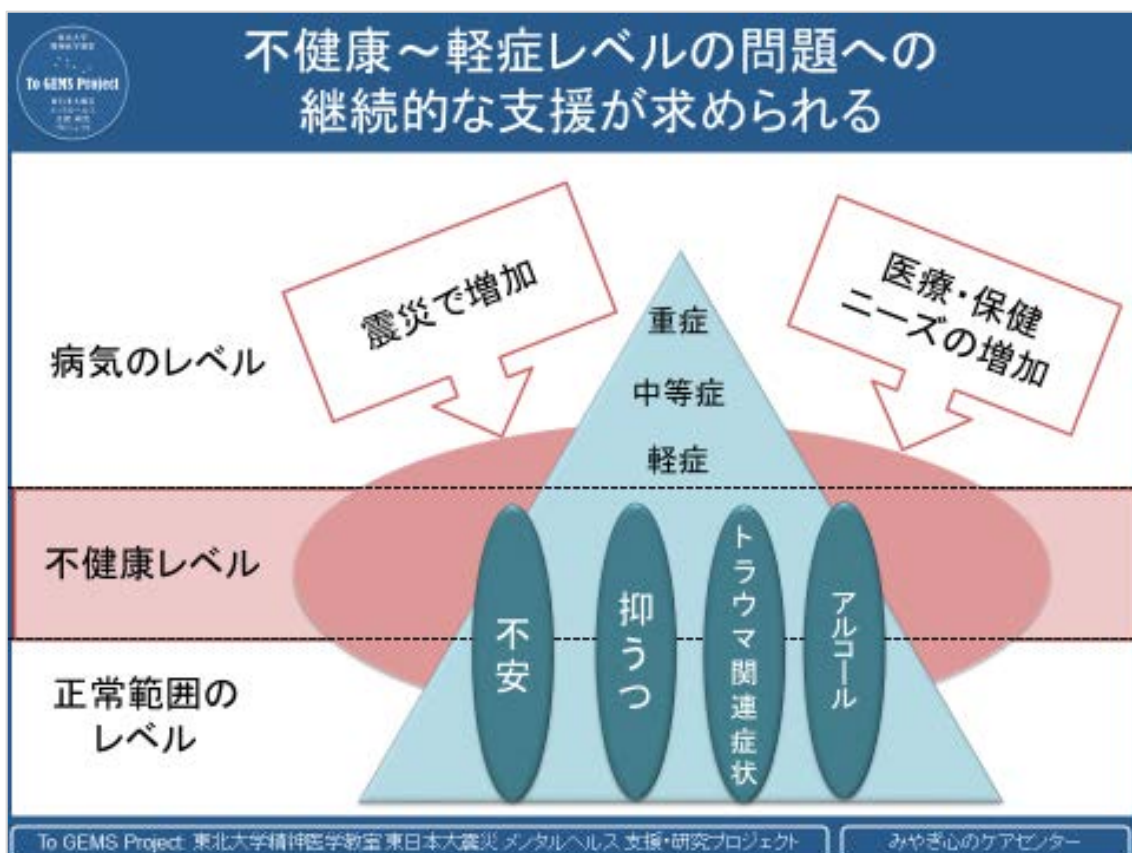 To GEMS Project
不健康~軽症レベルの問題への
継続的な支援が求められる
震災で増加
医療・保健
ニーズの増加
病気のレベル
重症
中等症
軽症
不健康レベル
正常範囲の
レベル
不安
抑うつ
トラウマ関連症状
アルコール
To GEMS Project 東北大学精神医学教室 東日本大震災 メンタルヘルス 支援・研究プロジェクト
みやぎ心のケアセンター